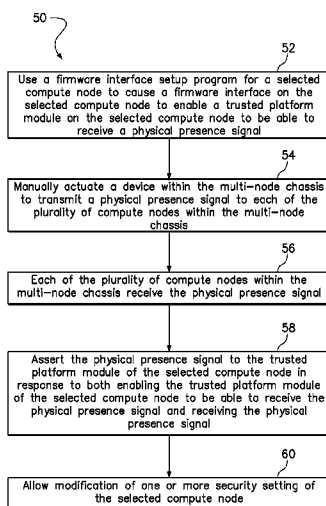 50
52
Use a firmware interface setup program for a selected
compute node to cause a firmware interface on the
selected compute node to enable a trusted platform
module on the selected compute node to be able to
receive a physical presence signal
54
Manually actuate a device within the multi-node chassis
to transmit a physical presence signal to each of the
plurality of compute nodes within the multi-node
chassis
56
Each of the plurality of compute nodes within the
multi-node chassis receive the physical presence signal
58
Assert the physical presence signal to the trusted
platform module of the selected compute node in
response to both enabling the trusted platform module
of the selected compute node to be able to receive the
physical presence signal and receiving the physical
presence signal
60
Allow modification of one or more security setting of
the selected compute node